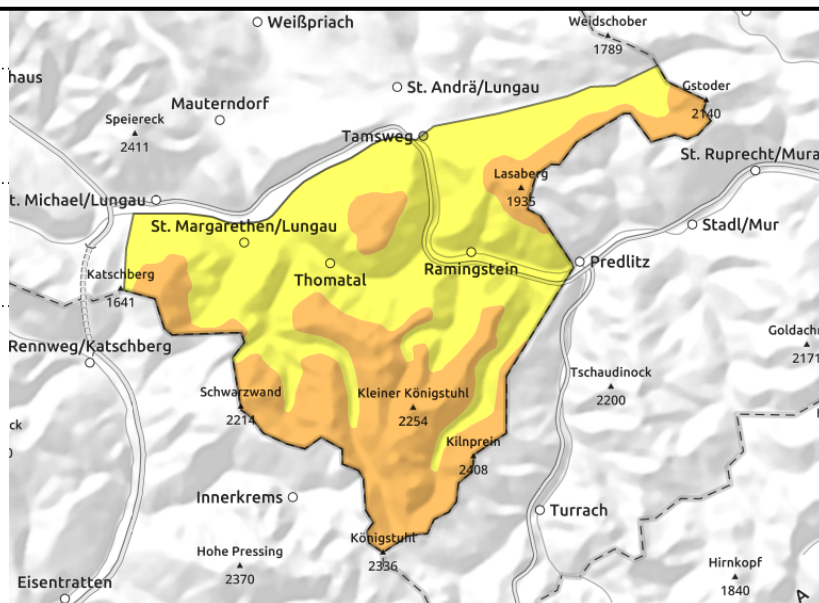 Weißpriach
Weidschober
1789
haus
St. Andrä/Lungau
Gstoder
2140
Mauterndorf
Speiereck
2411
Tamsweg
St. Ruprecht/Mura
Lasaberg
1935
t. Michael/Lungau
Stadl/Mur
St. Margarethen/Lungau
Thomatal
Ramingstein
Predlitz
Katschberg
1641
Rennweg/Katschberg
Goldachn
2171
Tschaudinock
2200
Schwarzwand
2214
Kleiner Königstuhl
2254
ck
Kilnprein
2408
Innerkrems
Turrach
Königstuhl
2336
Hohe Pressing
2370
Hirnkopf
1840
Eisentratten
A